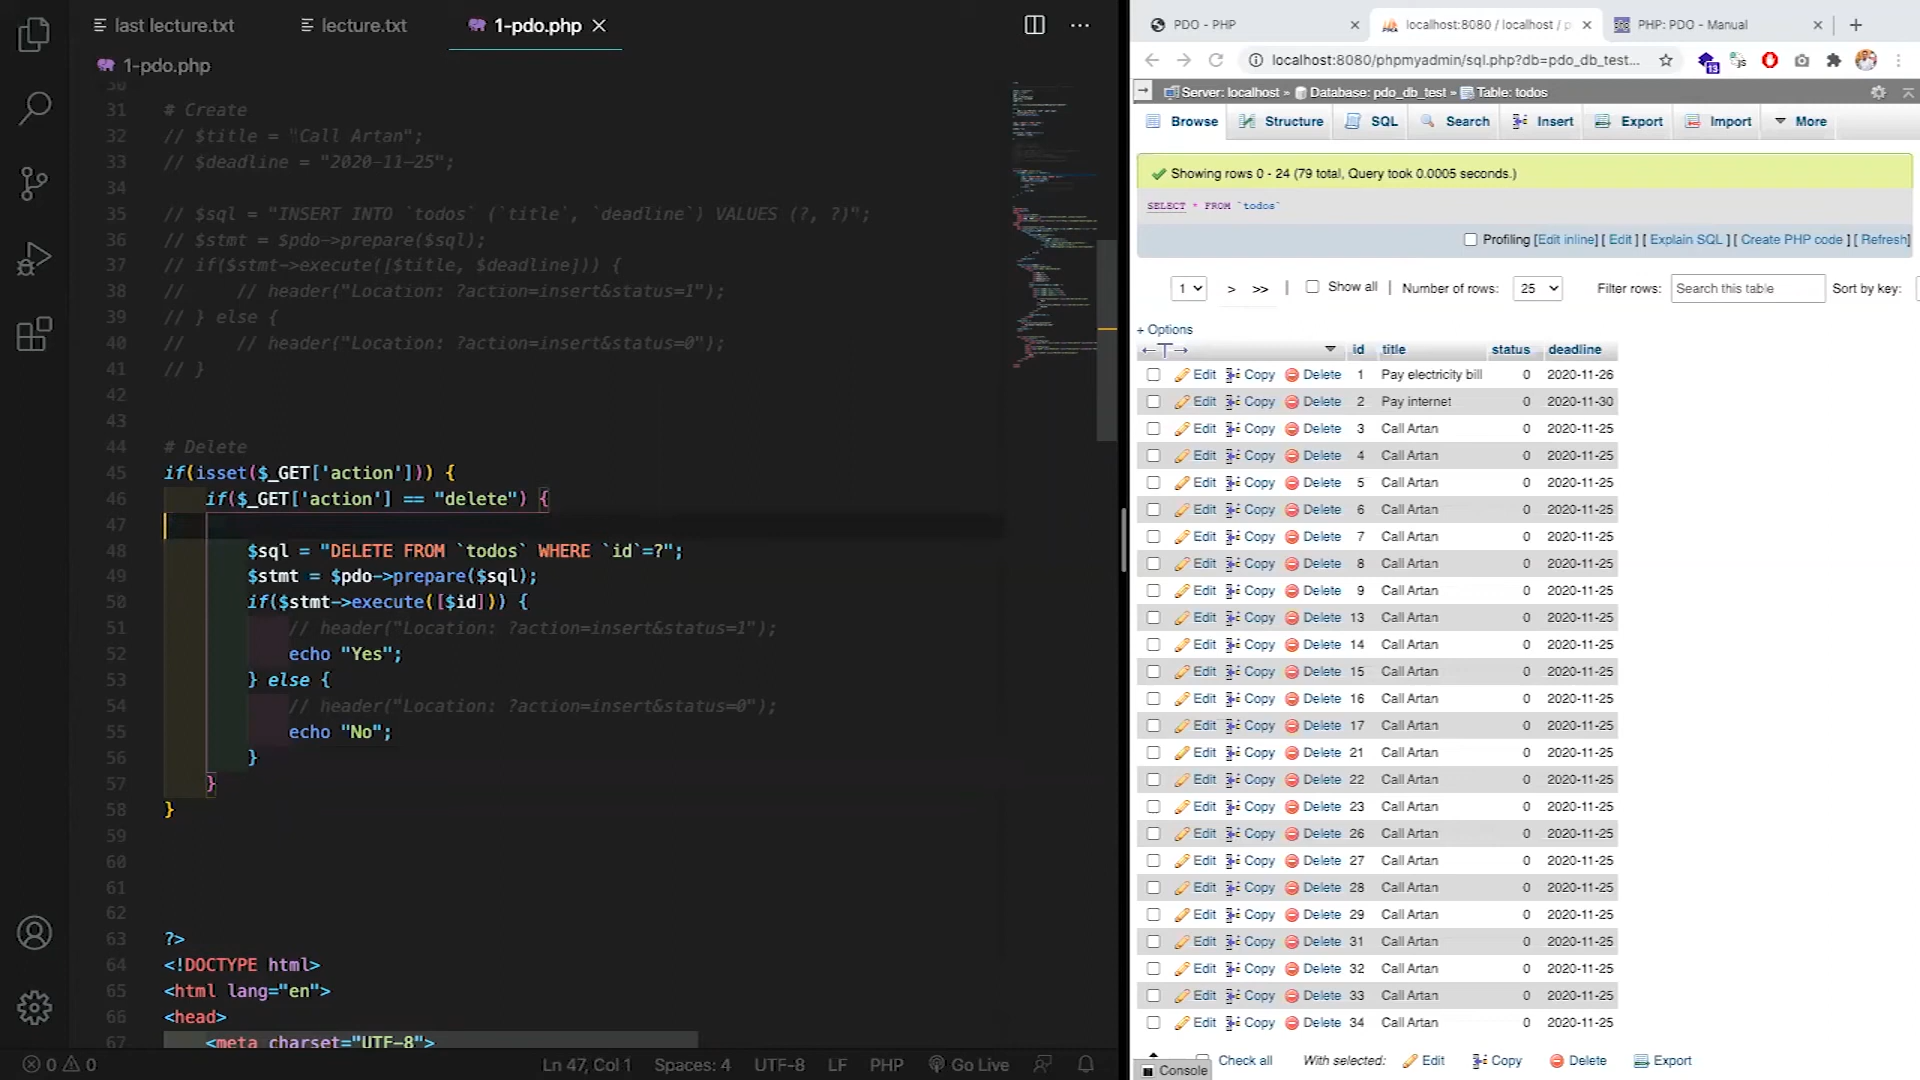 last lecture.txt
lecture.txt
1-pdo.php
1-pdo.php
30
31 # Create
32 // $title = "Call Artan";
33 // $deadline = "2020-11-25";
34
35 // $sql = "INSERT INTO `todos` (`title`, `deadline`) VALUES (?, ?)";
36 // $stmt = $pdo->prepare($sql);
37 // if($stmt->execute([$title, $deadline])) {
38 //     // header("Location: ?action=insert&status=1");
39 // } else {
40 //     // header("Location: ?action=insert&status=0");
41 // }
42
43
44 # Delete
45 if(isset($_GET['action'])) {
46     if($_GET['action'] == "delete") {
47
48         $sql = "DELETE FROM `todos` WHERE `id`=?";
49         $stmt = $pdo->prepare($sql);
50         if($stmt->execute([$id])) {
51             // header("Location: ?action=insert&status=1");
52             echo "Yes";
53         } else {
54             // header("Location: ?action=insert&status=0");
55             echo "No";
56         }
57     }
58 }
59
60
61
62
63 ?>
64 <!DOCTYPE html>
65 <html lang="en">
66 <head>
67     <meta charset="UTF-8">
0 0
Ln 47, Col 1
Spaces: 4
UTF-8
LF
PHP
Go Live
PDO - PHP
localhost:8080 / localhost / p
PHP: PDO - Manual
localhost:8080/phpmyadmin/sql.php?db=pdo_db_test...
13
Server: localhost » Database: pdo_db_test » Table: todos
Browse Structure SQL Search Insert Export Import More
Showing rows 0 - 24 (79 total, Query took 0.0005 seconds.)
SELECT * FROM `todos`
Profiling [Edit inline] [ Edit ] [ Explain SQL ] [ Create PHP code ] [ Refresh]
1 > >> | Show all | Number of rows: 25 Filter rows: Search this table Sort by key:
+ Options
←T→ id title status deadline
Edit Copy Delete 1 Pay electricity bill 0 2020-11-26
Edit Copy Delete 2 Pay internet 0 2020-11-30
Edit Copy Delete 3 Call Artan 0 2020-11-25
Edit Copy Delete 4 Call Artan 0 2020-11-25
Edit Copy Delete 5 Call Artan 0 2020-11-25
Edit Copy Delete 6 Call Artan 0 2020-11-25
Edit Copy Delete 7 Call Artan 0 2020-11-25
Edit Copy Delete 8 Call Artan 0 2020-11-25
Edit Copy Delete 9 Call Artan 0 2020-11-25
Edit Copy Delete 13 Call Artan 0 2020-11-25
Edit Copy Delete 14 Call Artan 0 2020-11-25
Edit Copy Delete 15 Call Artan 0 2020-11-25
Edit Copy Delete 16 Call Artan 0 2020-11-25
Edit Copy Delete 17 Call Artan 0 2020-11-25
Edit Copy Delete 21 Call Artan 0 2020-11-25
Edit Copy Delete 22 Call Artan 0 2020-11-25
Edit Copy Delete 23 Call Artan 0 2020-11-25
Edit Copy Delete 26 Call Artan 0 2020-11-25
Edit Copy Delete 27 Call Artan 0 2020-11-25
Edit Copy Delete 28 Call Artan 0 2020-11-25
Edit Copy Delete 29 Call Artan 0 2020-11-25
Edit Copy Delete 31 Call Artan 0 2020-11-25
Edit Copy Delete 32 Call Artan 0 2020-11-25
Edit Copy Delete 33 Call Artan 0 2020-11-25
Edit Copy Delete 34 Call Artan 0 2020-11-25
Check all With selected: Edit Copy Delete Export
Console